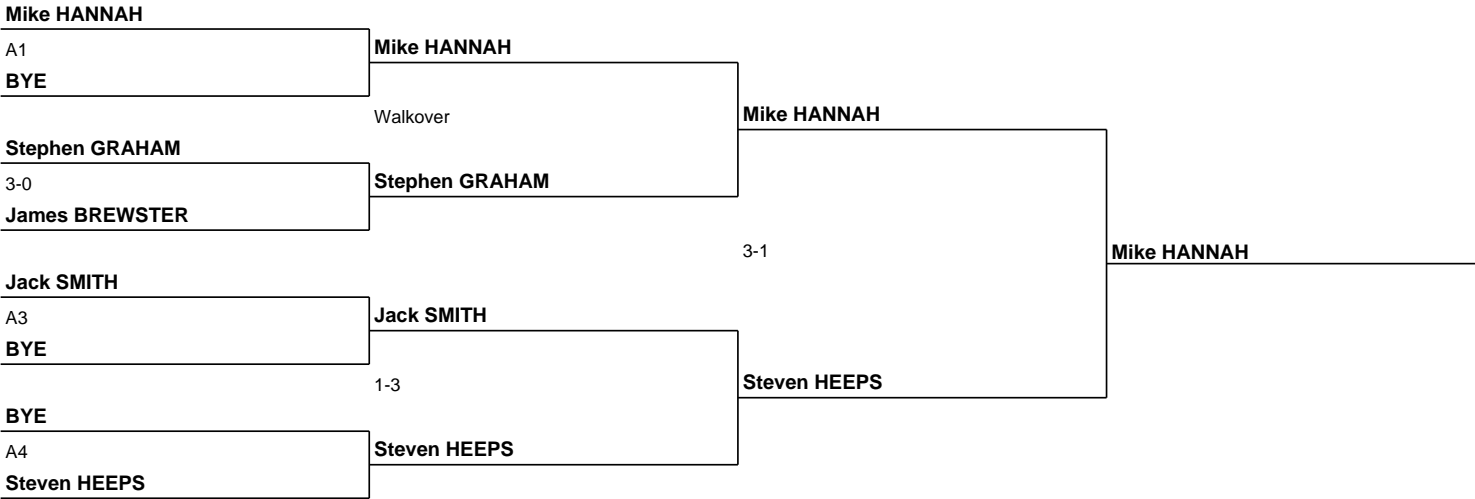 Mike HANNAH
A1
BYE
Stephen GRAHAM
3-0
James BREWSTER
Jack SMITH
A3
BYE
BYE
A4
Steven HEEPS
Mike HANNAH
Walkover
Stephen GRAHAM
Jack SMITH
1-3
Steven HEEPS
Mike HANNAH
3-1
Steven HEEPS
Mike HANNAH